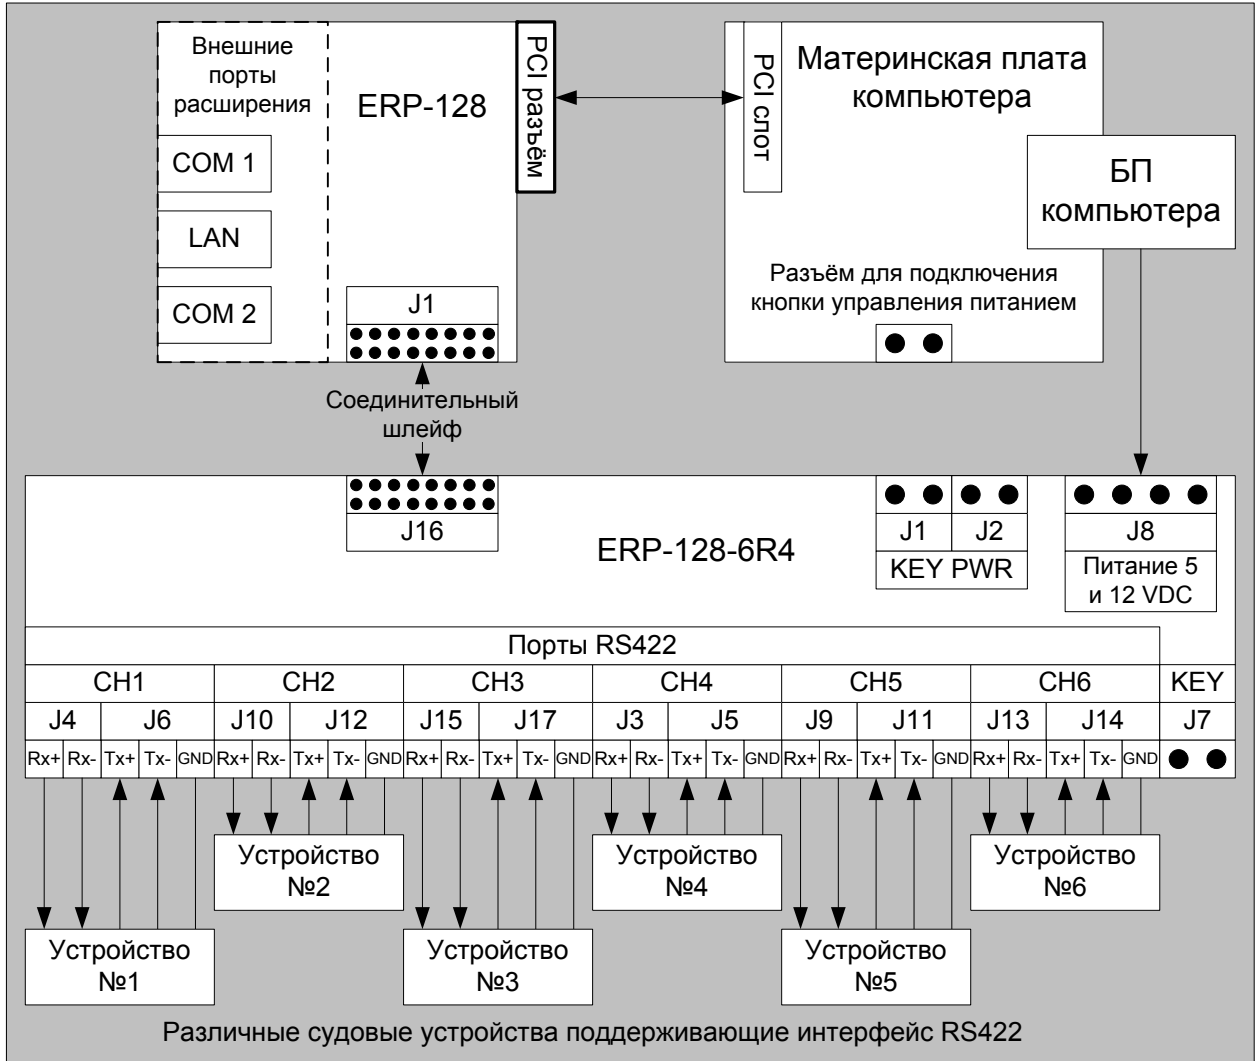 Внешние
порты
расширения
COM 1
LAN
COM 2
ERP-128
PCI разъём
J1
PCI слот
Материнская плата
компьютера
БП
компьютера
Разъём для подключения
кнопки управления питанием
Соединительный
шлейф
J16
ERP-128-6R4
J1 J2
KEY PWR
J8
Питание 5
и 12 VDC
Порты RS422
CH1 CH2 CH3 CH4 CH5 CH6 KEY
J4 J6 J10 J12 J15 J17 J3 J5 J9 J11 J13 J14 J7
Rx+ Rx- Tx+ Tx- GND Rx+ Rx- Tx+ Tx- GND Rx+ Rx- Tx+ Tx- GND Rx+ Rx- Tx+ Tx- GND Rx+ Rx- Tx+ Tx- GND Rx+ Rx- Tx+ Tx- GND
Устройство
№2
Устройство
№4
Устройство
№6
Устройство
№1
Устройство
№3
Устройство
№5
Различные судовые устройства поддерживающие интерфейс RS422